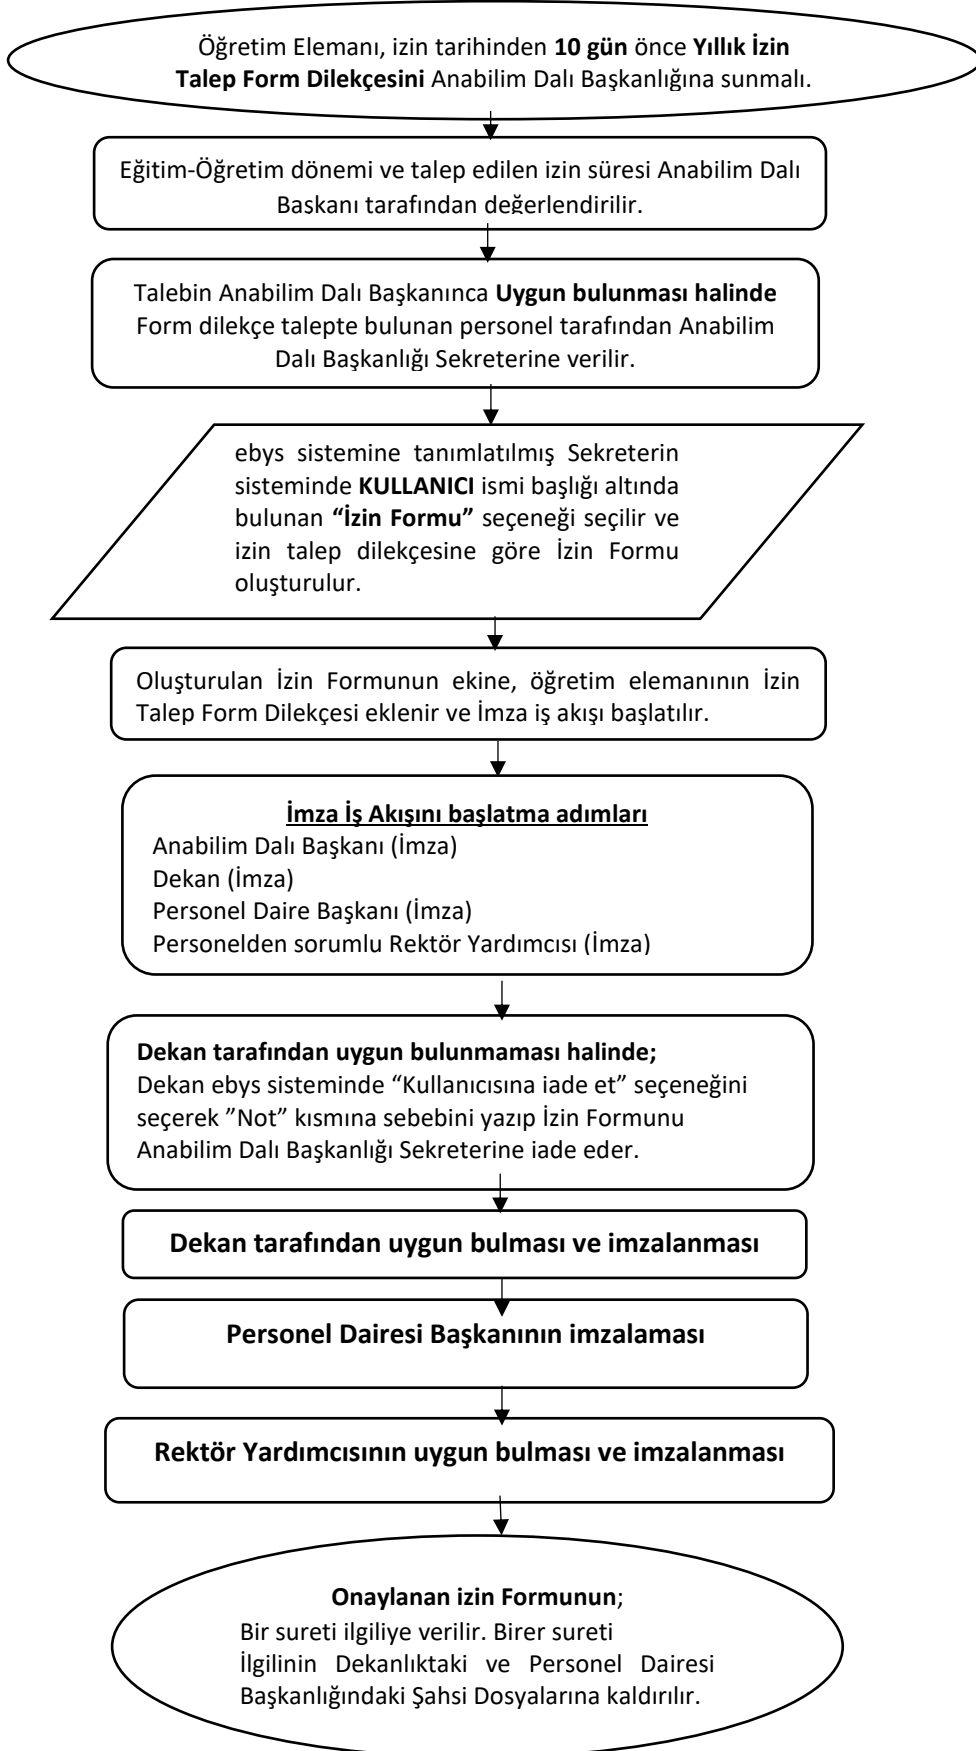 Öğretim Elemanı, izin tarihinden 10 gün önce Yıllık İzin
Talep Form Dilekçesini Anabilim Dalı Başkanlığına sunmalı.
Eğitim-Öğretim dönemi ve talep edilen izin süresi Anabilim Dalı
Başkanı tarafından değerlendirilir.
Talebin Anabilim Dalı Başkanınca Uygun bulunması halinde
Form dilekçe talepte bulunan personel tarafından Anabilim
Dalı Başkanlığı Sekreterine verilir.
ebys sistemine tanımlatılmış Sekreterin
sisteminde KULLANICI ismi başlığı altında
bulunan “İzin Formu” seçeneği seçilir ve
izin talep dilekçesine göre İzin Formu
oluşturulur.
Oluşturulan İzin Formunun ekine, öğretim elemanının İzin
Talep Form Dilekçesi eklenir ve İmza iş akışı başlatılır.
İmza İş Akışını başlatma adımları
Anabilim Dalı Başkanı (İmza)
Dekan (İmza)
Personel Daire Başkanı (İmza)
Personelden sorumlu Rektör Yardımcısı (İmza)
Dekan tarafından uygun bulunmaması halinde;
Dekan ebys sisteminde “Kullanıcısına iade et” seçeneğini
seçerek ”Not” kısmına sebebini yazıp İzin Formunu
Anabilim Dalı Başkanlığı Sekreterine iade eder.
Dekan tarafından uygun bulması ve imzalanması
Personel Dairesi Başkanının imzalaması
Rektör Yardımcısının uygun bulması ve imzalanması
Onaylanan izin Formunun;
Bir sureti ilgiliye verilir. Birer sureti
İlgilinin Dekanlıktaki ve Personel Dairesi
Başkanlığındaki Şahsi Dosyalarına kaldırılır.